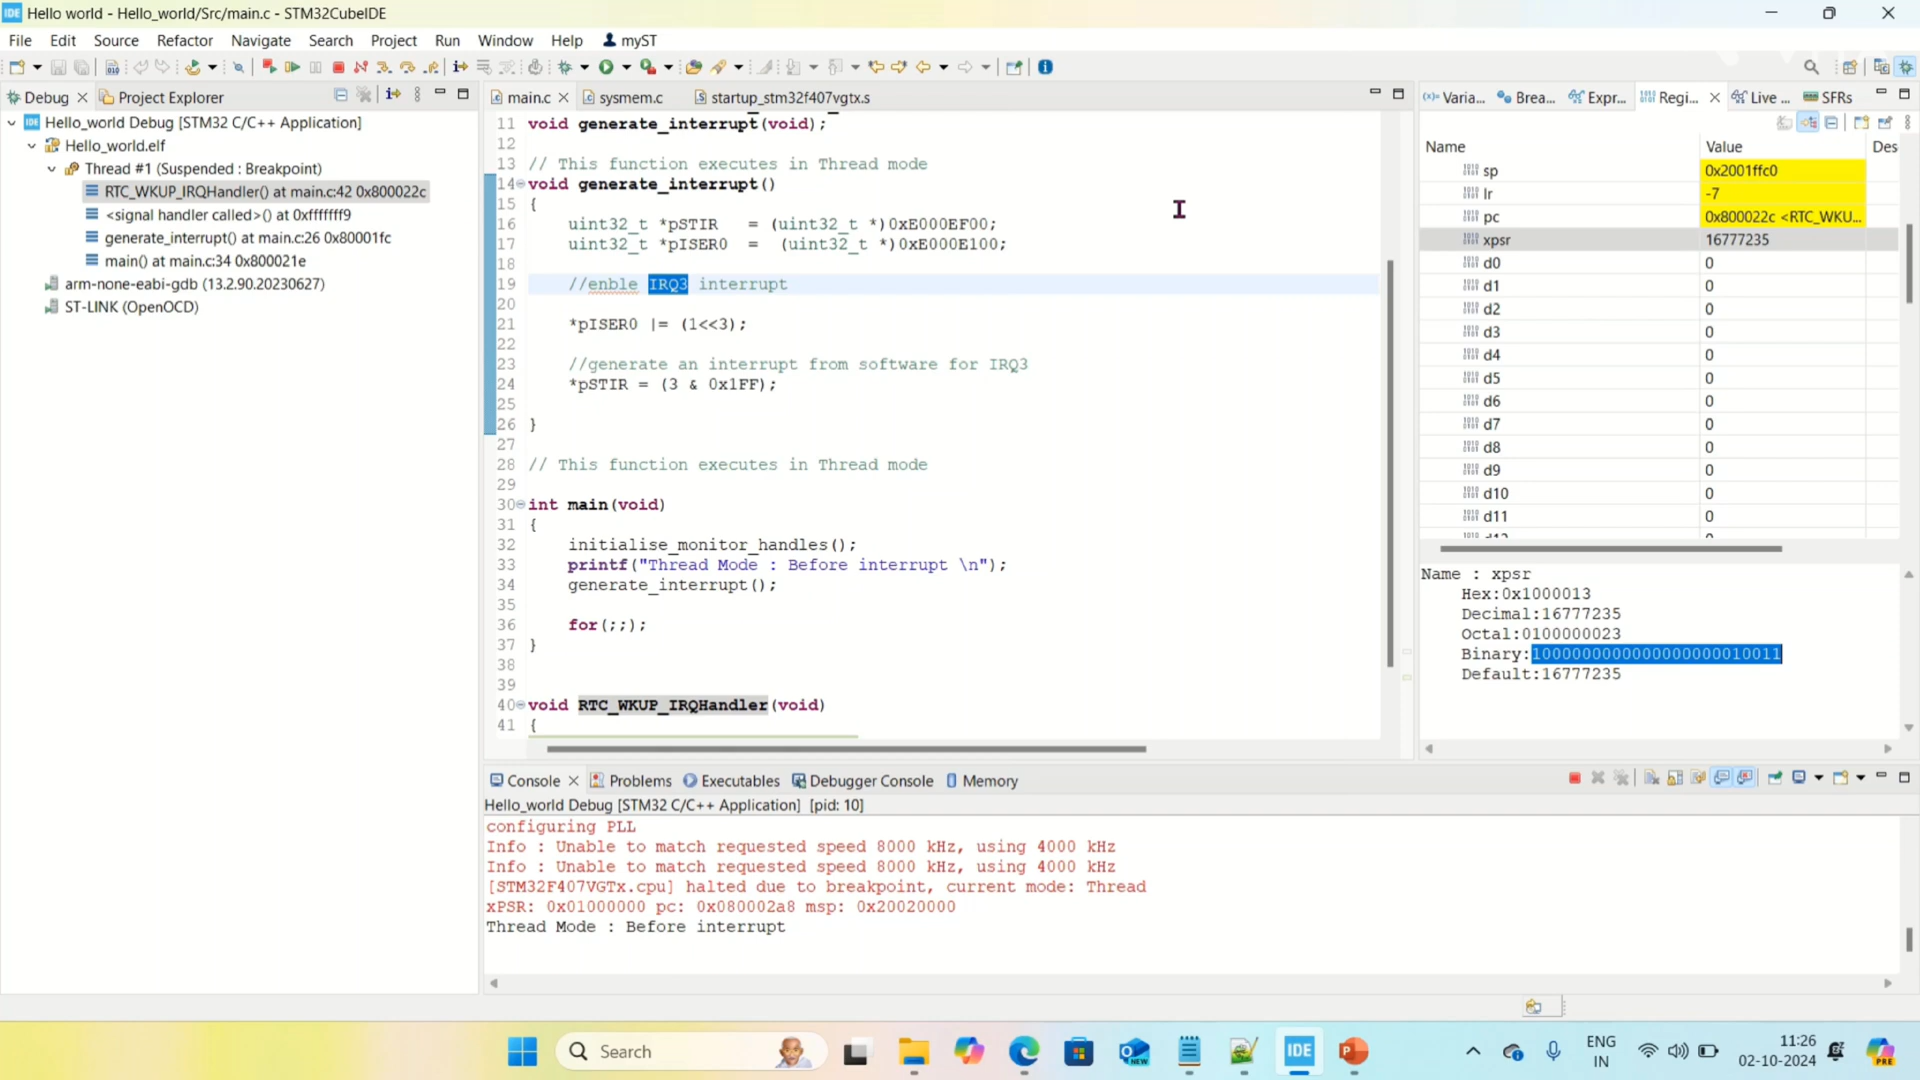 IDE Hello world - Hello_world/Src/main.c - STM32CubeIDE
File Edit Source Refactor Navigate Search Project Run Window Help myST
Debug Project Explorer
Hello_world Debug [STM32 C/C++ Application]
Hello_world.elf
Thread #1 (Suspended : Breakpoint)
RTC_WKUP_IRQHandler() at main.c:42 0x800022c
<signal handler called>() at 0xfffffff9
generate_interrupt() at main.c:26 0x80001fc
main() at main.c:34 0x800021e
arm-none-eabi-gdb (13.2.90.20230627)
ST-LINK (OpenOCD)
main.c sysmem.c startup_stm32f407vgtx.s
11 void generate_interrupt(void);
12
13 // This function executes in Thread mode
14 void generate_interrupt()
15 {
16 uint32_t *pSTIR = (uint32_t *)0xE000EF00;
17 uint32_t *pISER0 = (uint32_t *)0xE000E100;
18
19 //enble IRQ3 interrupt
20
21 *pISER0 |= (1<<3);
22
23 //generate an interrupt from software for IRQ3
24 *pSTIR = (3 & 0x1FF);
25
26 }
27
28 // This function executes in Thread mode
29
30 int main(void)
31 {
32 initialise_monitor_handles();
33 printf("Thread Mode : Before interrupt \n");
34 generate_interrupt();
35
36 for(;;);
37 }
38
39
40 void RTC_WKUP_IRQHandler(void)
41 {
Varia... Brea... Expr... Regi... Live ... SFRs
Name Value Des
sp 0x2001ffc0
lr -7
pc 0x800022c <RTC_WKU...
xpsr 16777235
d0 0
d1 0
d2 0
d3 0
d4 0
d5 0
d6 0
d7 0
d8 0
d9 0
d10 0
d11 0
Name : xpsr
Hex:0x1000013
Decimal:16777235
Octal:0100000023
Binary:1000000000000000000010011
Default:16777235
Console Problems Executables Debugger Console Memory
Hello_world Debug [STM32 C/C++ Application] [pid: 10]
configuring PLL
Info : Unable to match requested speed 8000 kHz, using 4000 kHz
Info : Unable to match requested speed 8000 kHz, using 4000 kHz
[STM32F407VGTx.cpu] halted due to breakpoint, current mode: Thread
xPSR: 0x01000000 pc: 0x080002a8 msp: 0x20020000
Thread Mode : Before interrupt
Search
NEW
IDE
ENG
IN
11:26
02-10-2024
PRE